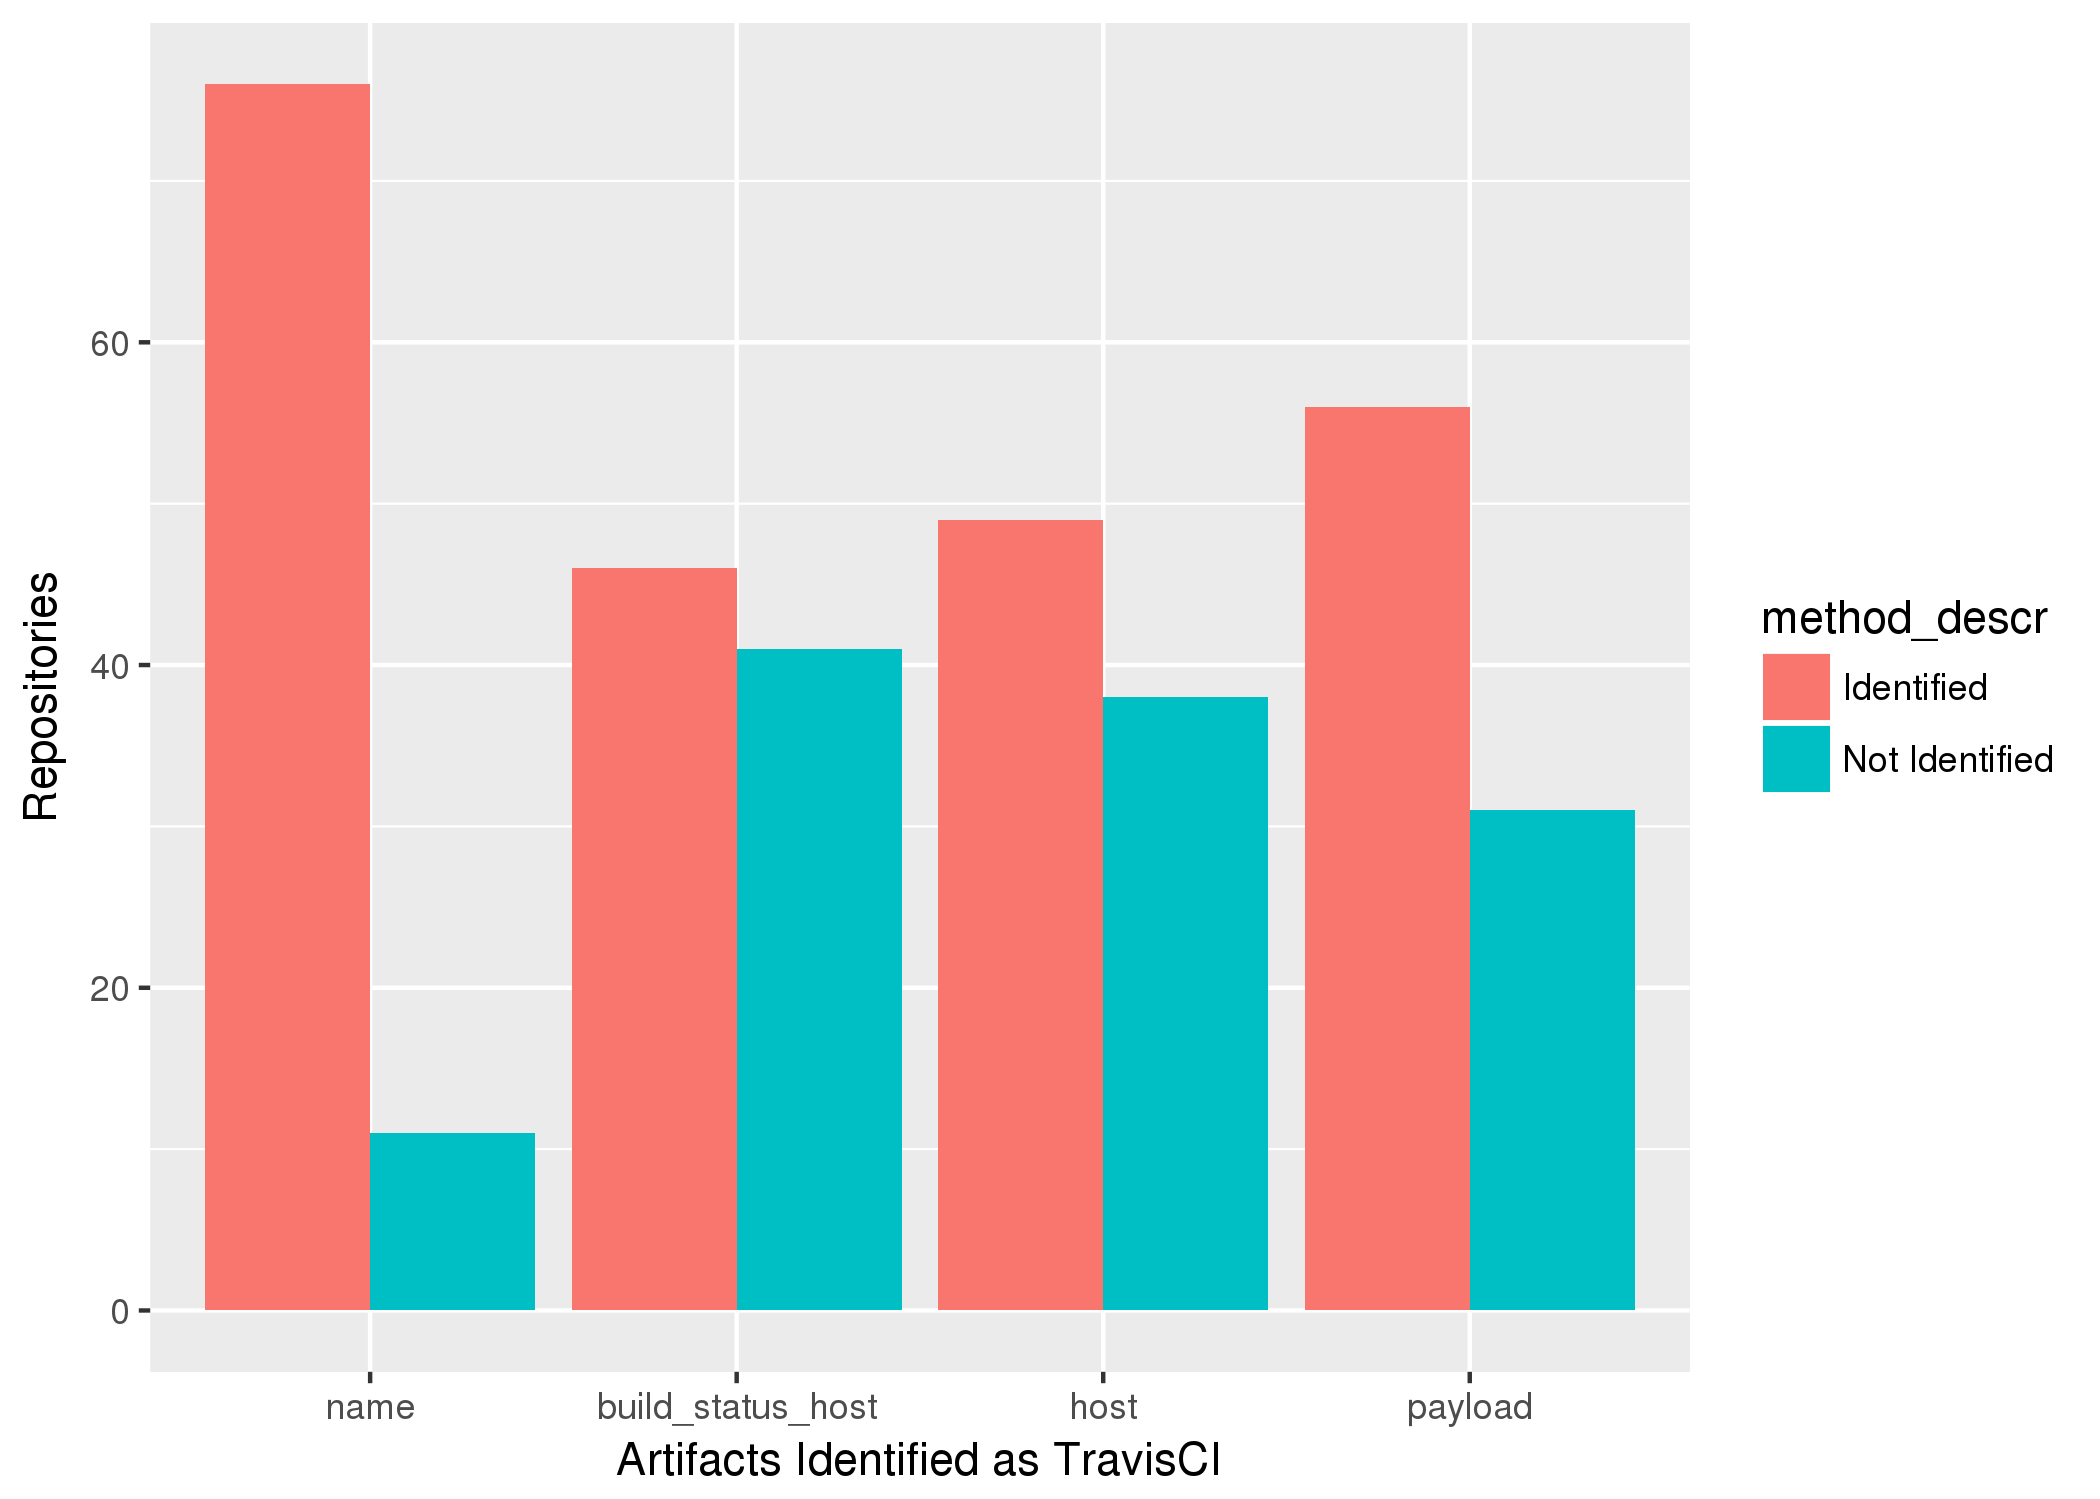 60
40
20
0
Repositories
name
build_status_host
host
payload
Artifacts Identified as TravisCI
method_descr
Identified
Not Identified